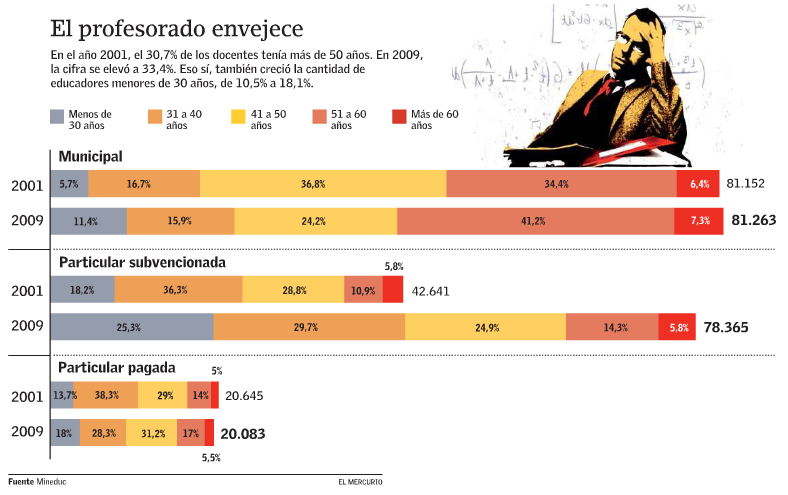 El profesorado envejece
En el año 2001, el 30,7% de los docentes tenía más de 50 años. En 2009,
la cifra se elevó a 33,4%. Eso sí, también creció la cantidad de
educadores menores de 30 años, de 10,5% a 18,1%.
Menos de 30 años
31 a 40 años
41 a 50 años
51 a 60 años
Más de 60 años
Municipal
2001 5,7% 16,7% 36,8% 34,4% 6,4% 81.152
2009 11,4% 15,9% 24,2% 41,2% 7,3% 81.263
Particular subvencionada
5,8%
2001 18,2% 36,3% 28,8% 10,9% 42.641
2009 25,3% 29,7% 24,9% 14,3% 5,8% 78.365
Particular pagada
5%
2001 13,7% 38,3% 29% 14% 20.645
2009 18% 28,3% 31,2% 17% 20.083
5,5%
Fuente Mineduc
EL MERCURIO